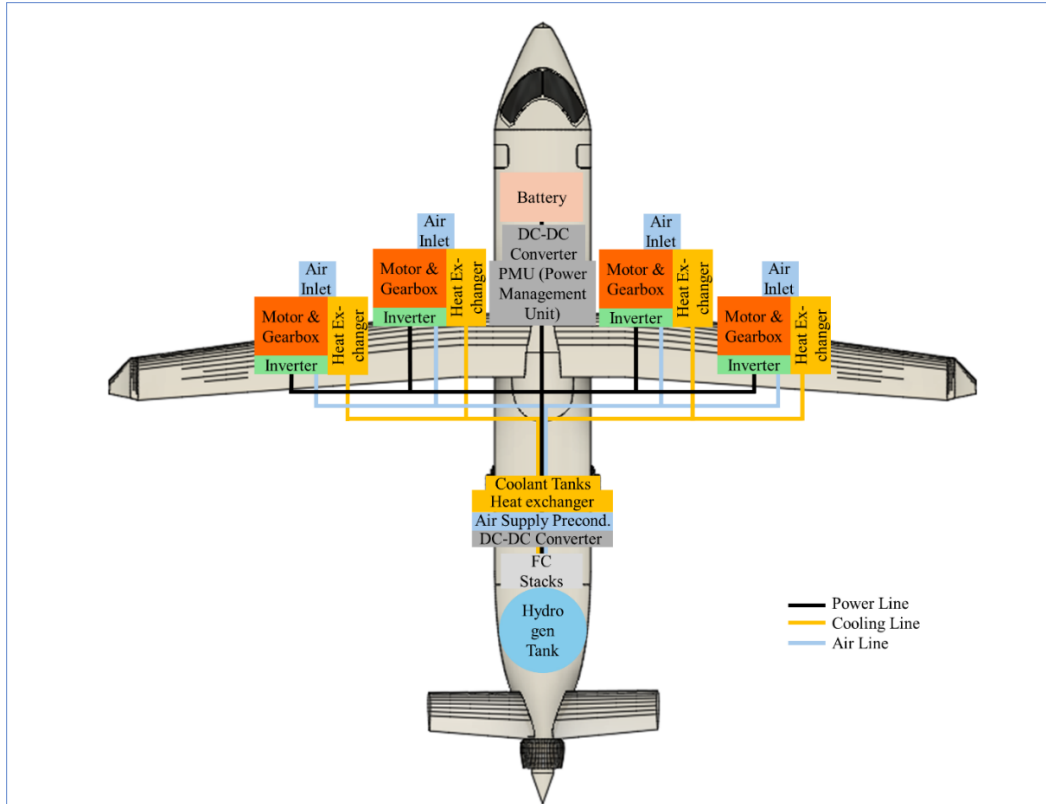 Battery
Air
Inlet
Air
Inlet
DC-DC
Converter
PMU (Power
Management
Unit)
Motor &
Gearbox
Heat Ex-
changer
Motor &
Gearbox
Heat Ex-
changer
Air
Inlet
Air
Inlet
Motor &
Gearbox
Heat Ex-
changer
Inverter
Inverter
Motor &
Gearbox
Heat Ex-
changer
Inverter
Inverter
Coolant Tanks
Heat exchanger
Air Supply Precond.
DC-DC Converter
FC
Stacks
Hydro
gen
Tank
Power Line
Cooling Line
Air Line